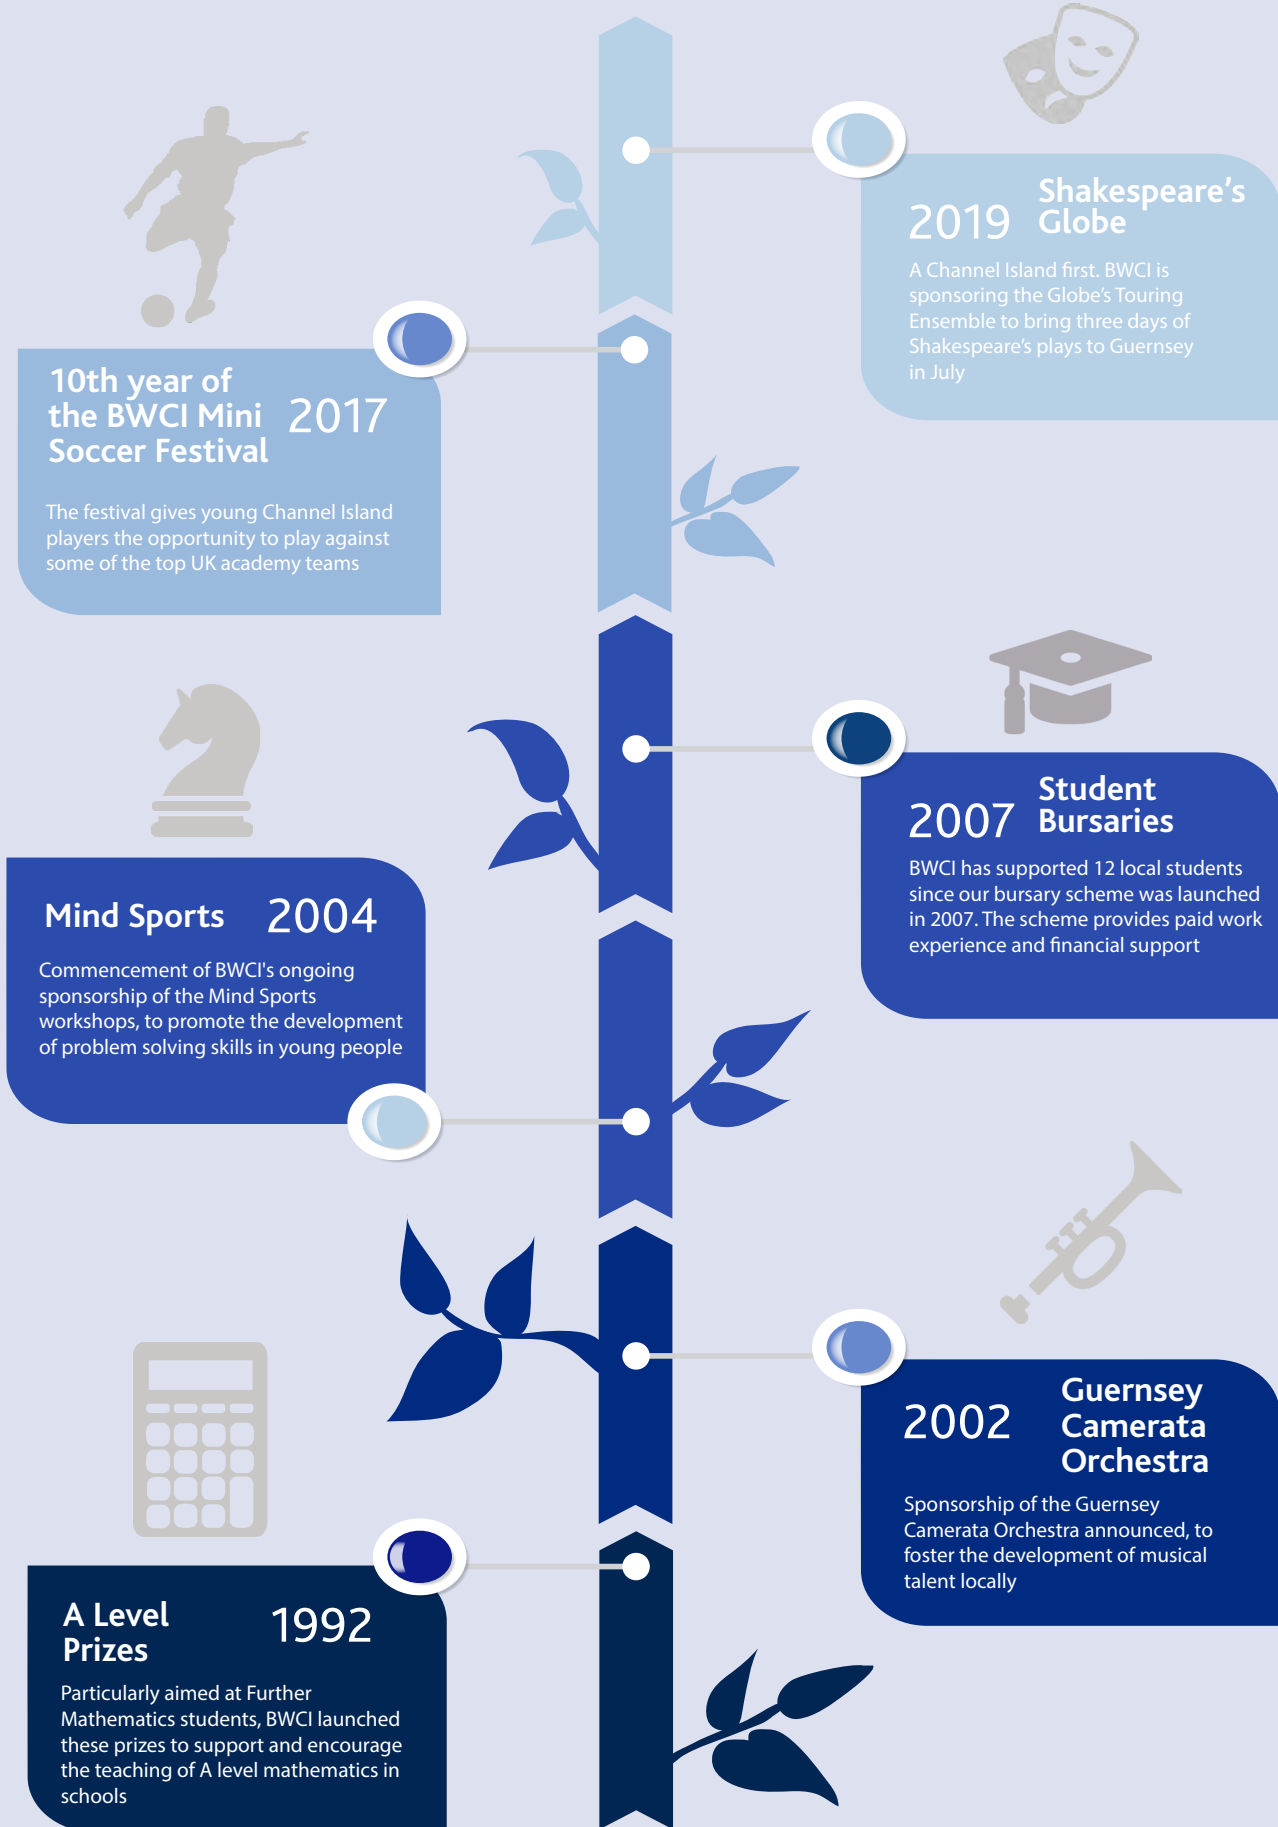 2019
Shakespeare’s
Globe
A Channel Island first. BWCI is
sponsoring the Globe’s Touring
Ensemble to bring three days of
Shakespeare’s plays to Guernsey
in July
10th year of
the BWCI Mini
Soccer Festival
2017
The festival gives young Channel Island
players the opportunity to play against
some of the top UK academy teams
2007
Student
Bursaries
BWCI has supported 12 local students
since our bursary scheme was launched
in 2007. The scheme provides paid work
experience and financial support
Mind Sports 2004
Commencement of BWCI's ongoing
sponsorship of the Mind Sports
workshops, to promote the development
of problem solving skills in young people
2002
Guernsey
Camerata
Orchestra
Sponsorship of the Guernsey
Camerata Orchestra announced, to
foster the development of musical
talent locally
A Level
Prizes
1992
Particularly aimed at Further
Mathematics students, BWCI launched
these prizes to support and encourage
the teaching of A level mathematics in
schools